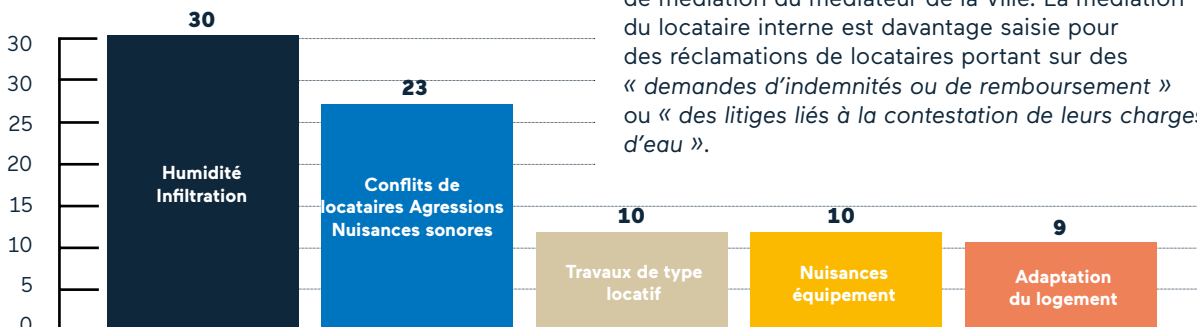 de médiation du médiateur de la Ville. La médiation
du locataire interne est davantage saisie pour
des réclamations de locataires portant sur des
« demandes d'indemnités ou de remboursement »
ou « des litiges liés à la contestation de leurs charges
d'eau ».
30
30
25
20
15
10
5
0
30
Humidité
Infiltration
23
Conflits de
locataires Agressions
Nuisances sonores
10
Travaux de type
locatif
10
Nuisances
équipement
9
Adaptation
du logement